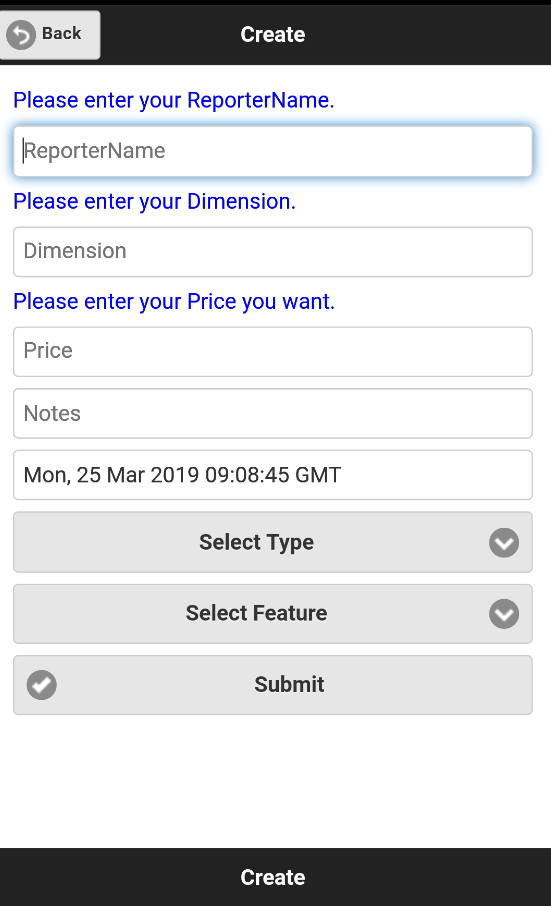 Back
Create
Please enter your ReporterName.
ReporterName
Please enter your Dimension.
Dimension
Please enter your Price you want.
Price
Notes
Mon, 25 Mar 2019 09:08:45 GMT
Select Type
Select Feature
Submit
Create